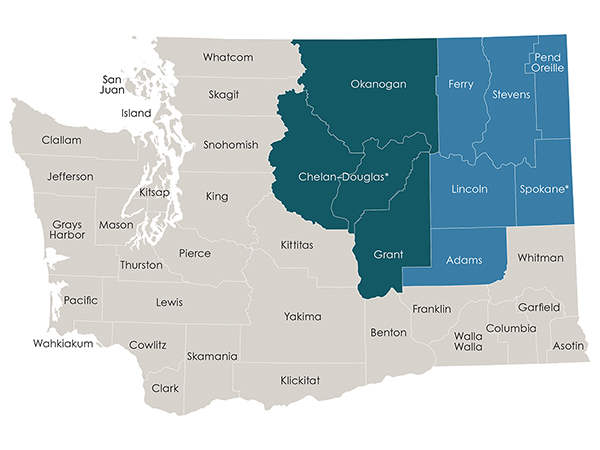 Whatcom
San
Juan
Skagit
Island
Clallam
Snohomish
Jefferson
Kitsap
King
Grays
Harbor
Mason
Kittitas
Pierce
Thurston
Pacific
Lewis
Wahkiakum
Cowlitz
Skamania
Clark
Yakima
Klickitat
Okanogan
Chelan-Douglas*
Grant
Ferry
Stevens
Pend
Oreille
Lincoln
Spokane*
Adams
Whitman
Franklin
Benton
Walla
Walla
Columbia
Garfield
Asotin